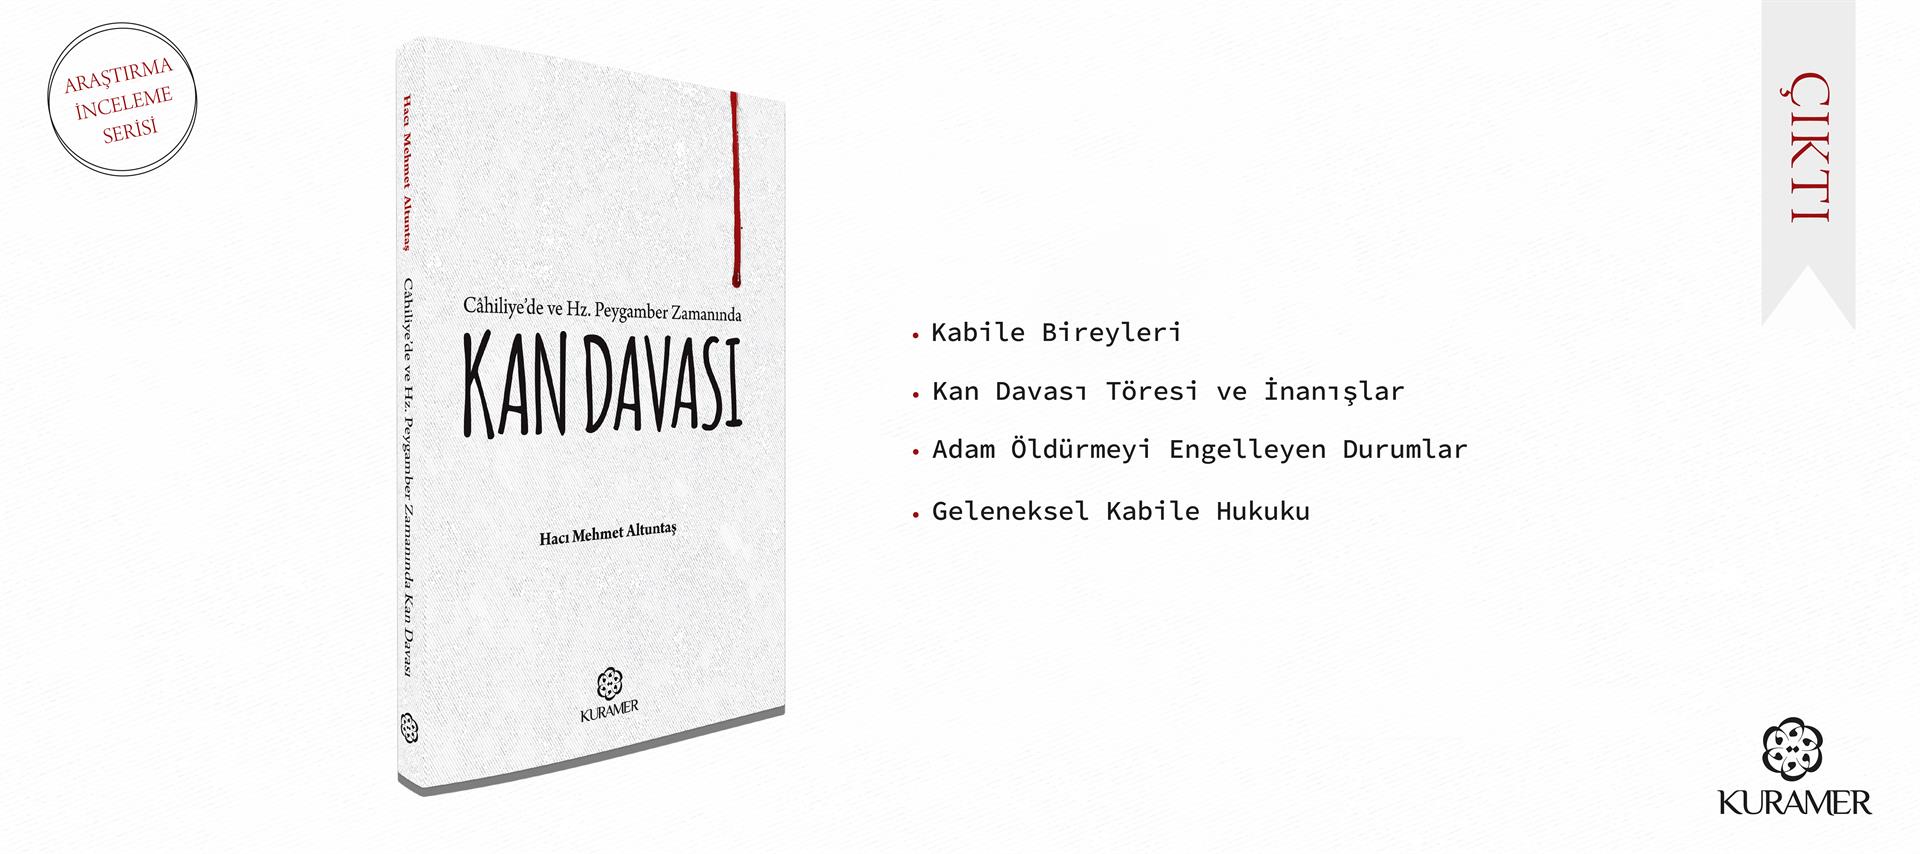 ARAŞTIRMA
İNCELEME
SERİSİ
Hacı Mehmet Altuntaş Câhiliye'de ve Hz. Peygamber Zamanında Kan Davası
Câhiliye'de ve Hz. Peygamber Zamanında
KAN DAVASI
Hacı Mehmet Altuntaş
KURAMER
• Kabile Bireyleri
• Kan Davası Töresi ve İnanışlar
• Adam Öldürmeyi Engelleyen Durumlar
• Geleneksel Kabile Hukuku
ÇIKTI
KURAMER